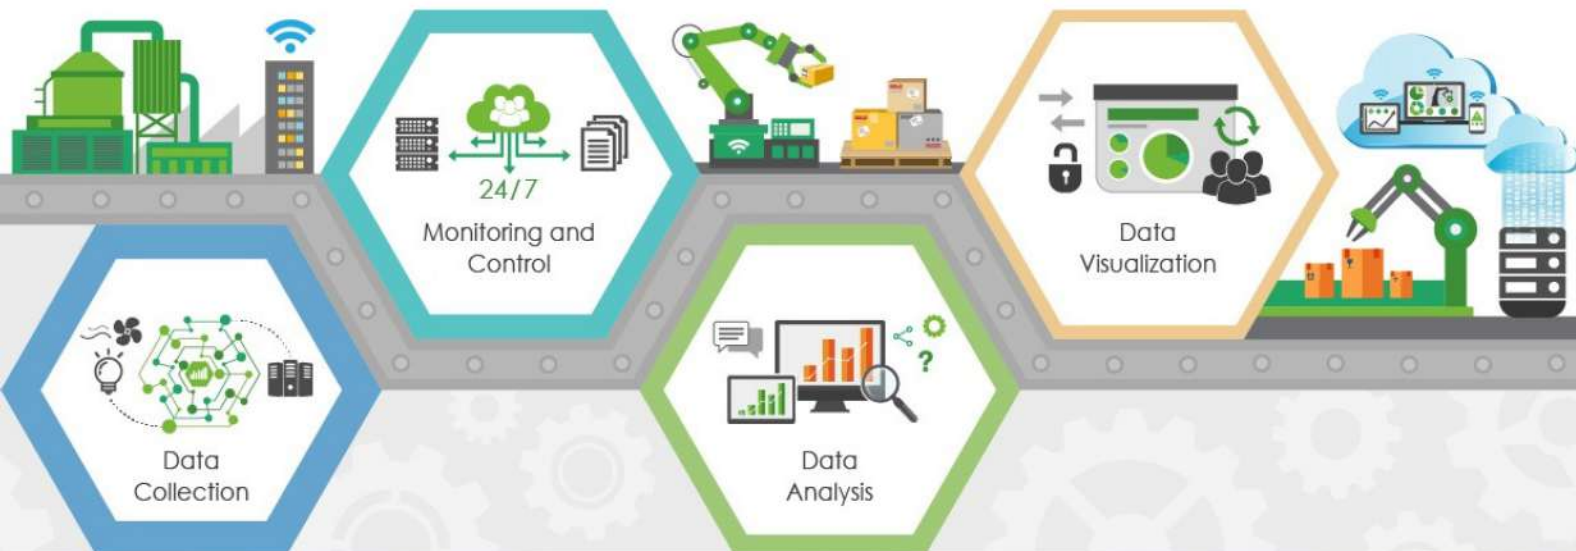 Data
Collection
24/7
Monitoring and
Control
Data
Analysis
Data
Visualization